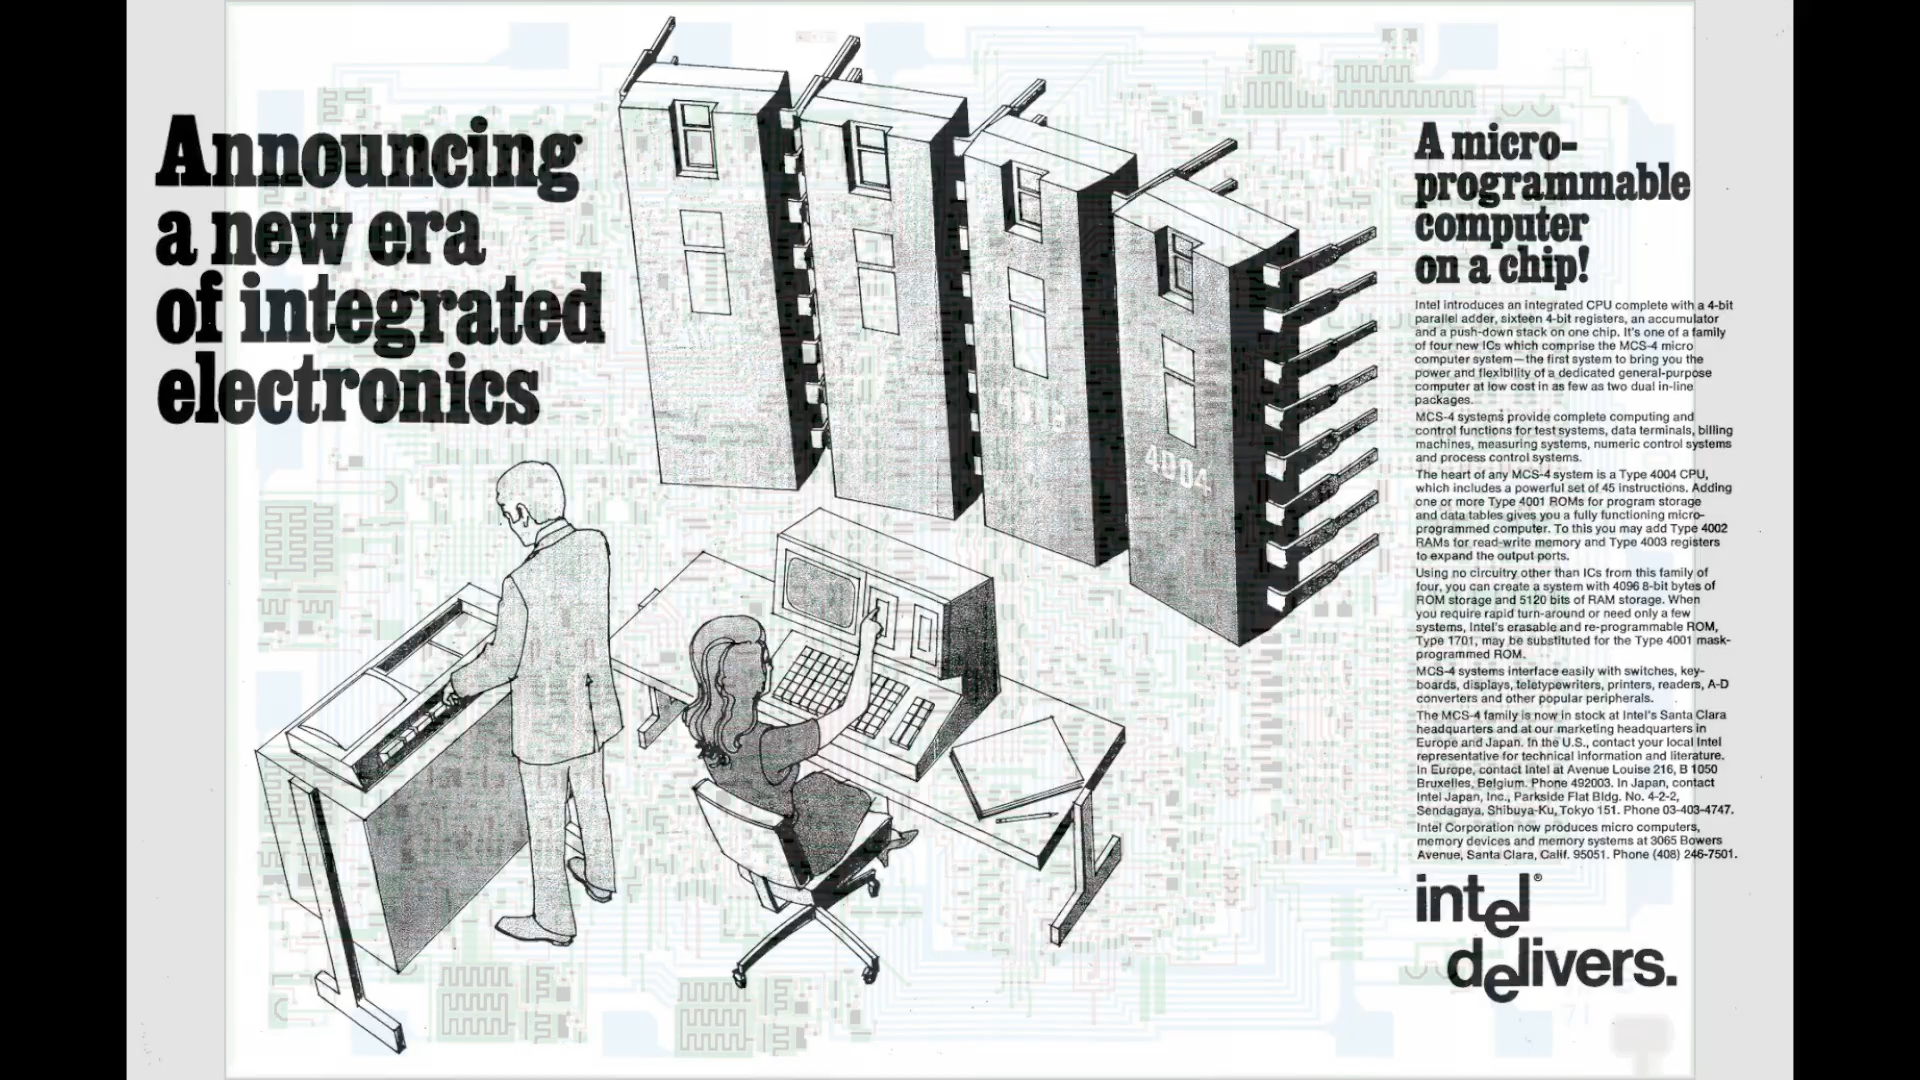 Announcing
a new era
of integrated
electronics
4004
A micro-
programmable
computer
on a chip!
Intel introduces an integrated CPU complete with a 4-bit
parallel adder, sixteen 4-bit registers, an accumulator
and a push-down stack on one chip. It's one of a family
of four new ICs which comprise the MCS-4 micro
computer system—the first system to bring you the
power and flexibility of a dedicated general-purpose
computer at low cost in as few as two dual in-line
packages.
MCS-4 systems provide complete computing and
control functions for test systems, data terminals, billing
machines, measuring systems, numeric control systems
and process control systems.
The heart of any MCS-4 system is a Type 4004 CPU,
which includes a powerful set of 45 instructions. Adding
one or more Type 4001 ROMs for program storage
and data tables gives you a fully functioning micro-
programmed computer. To this you may add Type 4002
RAMs for read-write memory and Type 4003 registers
to expand the output ports.
Using no circuitry other than ICs from this family of
four, you can create a system with 4096 8-bit bytes of
ROM storage and 5120 bits of RAM storage. When
you require rapid turn-around or need only a few
systems, Intel's erasable and re-programmable ROM,
Type 1701, may be substituted for the Type 4001 mask-
programmed ROM.
MCS-4 systems interface easily with switches, key-
boards, displays, teletypewriters, printers, readers, A-D
converters and other popular peripherals.
The MCS-4 family is now in stock at Intel's Santa Clara
headquarters and at our marketing headquarters in
Europe and Japan. In the U.S., contact your local Intel
representative for technical information and literature.
In Europe, contact Intel at Avenue Louise 216, B 1050
Bruxelles, Belgium. Phone 492003. In Japan, contact
Intel Japan, Inc., Parkside Flat Bldg. No. 4-2-2,
Sendagaya, Shibuya-Ku, Tokyo 151. Phone 03-403-4747.
Intel Corporation now produces micro computers,
memory devices and memory systems at 3065 Bowers
Avenue, Santa Clara, Calif. 95051. Phone (408) 246-7501.
intel®
delivers.